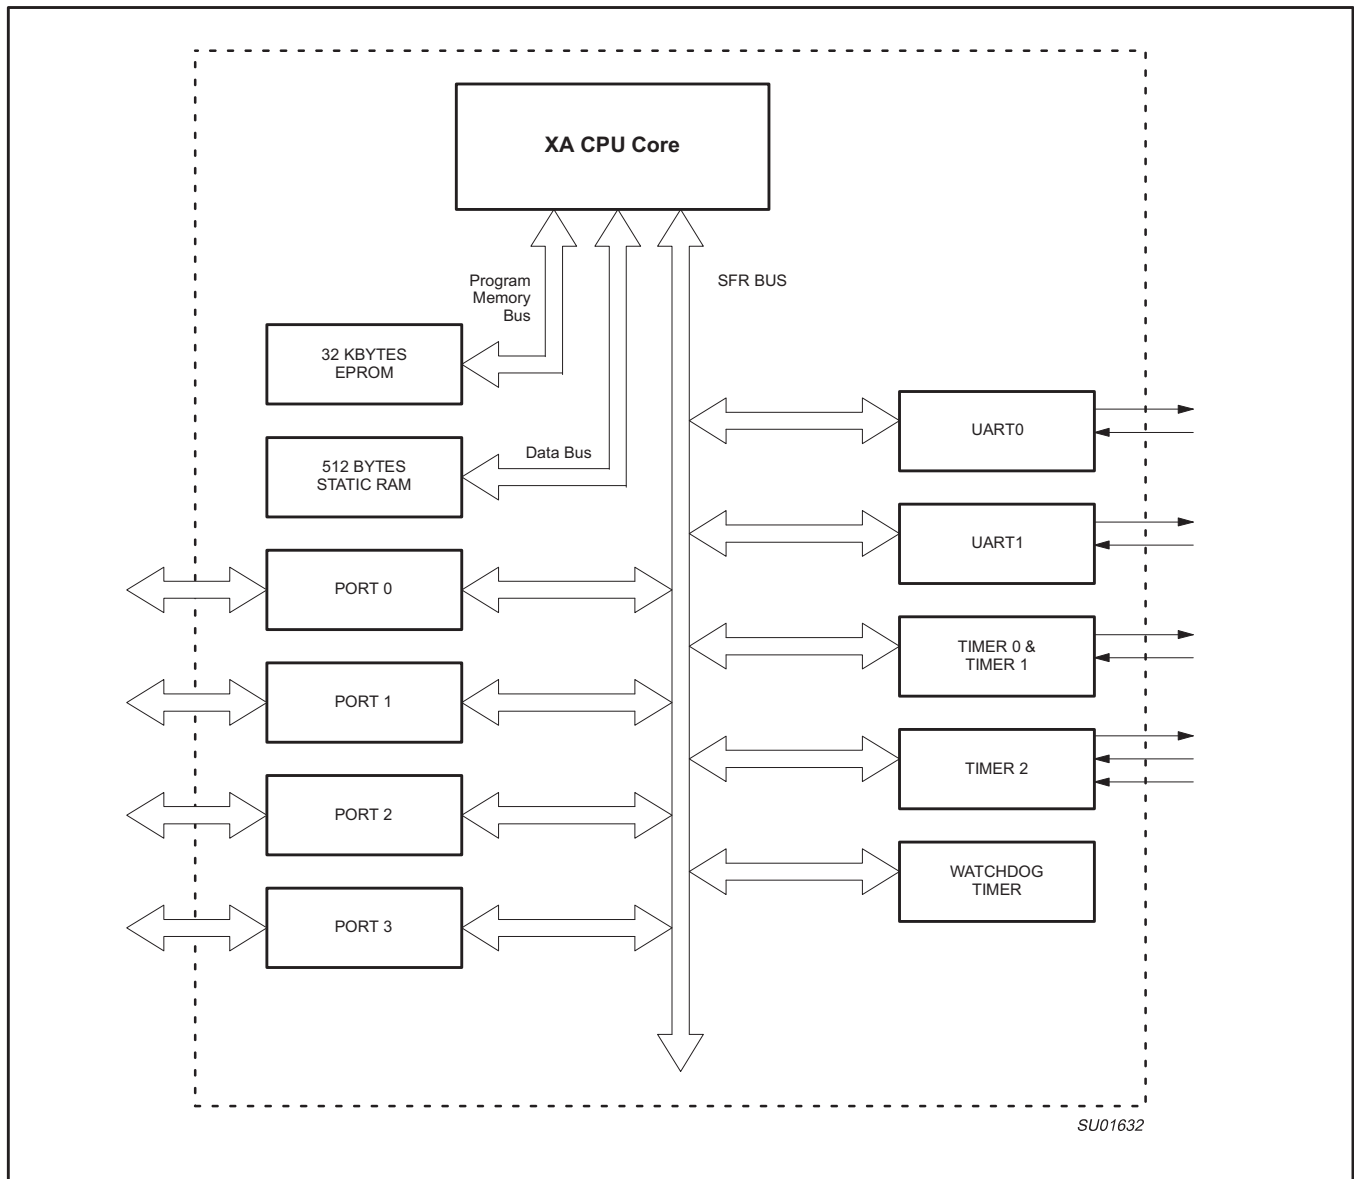 XA CPU Core
Program
Memory
Bus
SFR BUS
32 KBYTES
EPROM
Data Bus
512 BYTES
STATIC RAM
UART0
UART1
PORT 0
TIMER 0 &
TIMER 1
PORT 1
TIMER 2
PORT 2
WATCHDOG
TIMER
PORT 3
SU01632